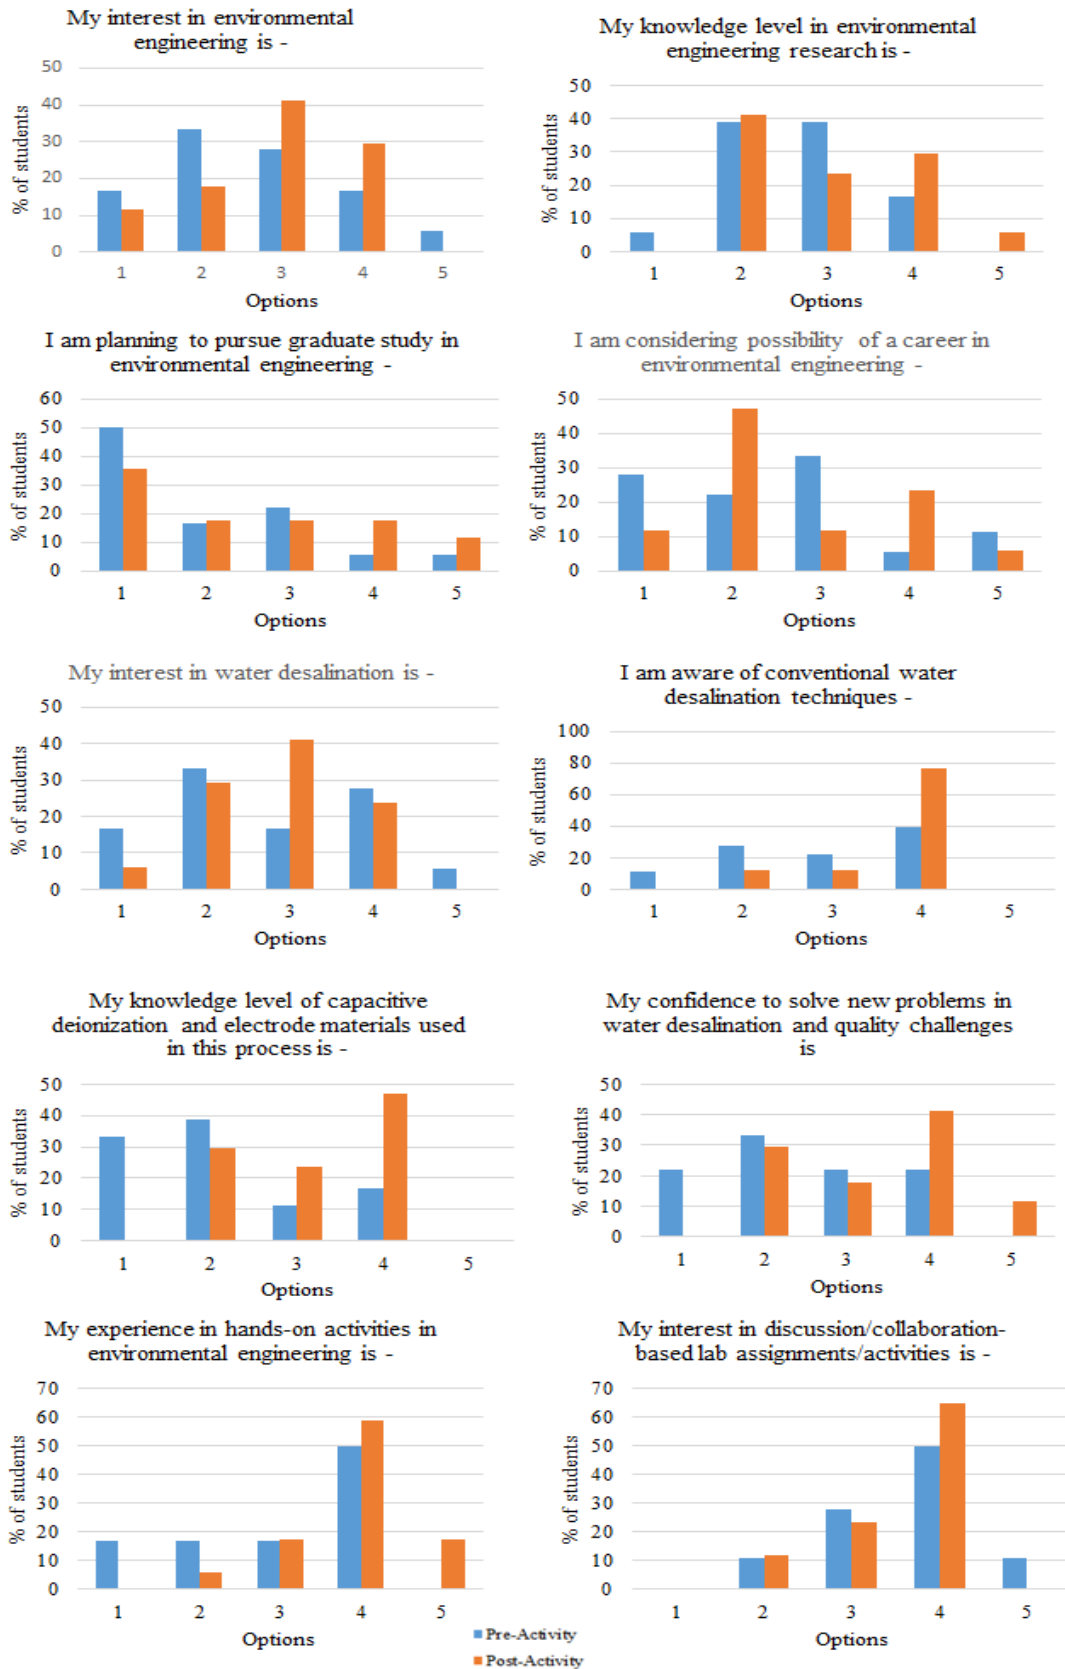 My interest in environmental
engineering is -
50
40
30
20
10
0
% of students
1 2 3 4 5
Options
My knowledge level in environmental
engineering research is -
50
40
30
20
10
0
% of students
1 2 3 4 5
Options
I am planning to pursue graduate study in
environmental engineering -
60
50
40
30
20
10
0
% of students
1 2 3 4 5
Options
I am considering possibility of a career in
environmental engineering -
50
40
30
20
10
0
% of students
1 2 3 4 5
Options
My interest in water desalination is -
50
40
30
20
10
0
% of students
1 2 3 4 5
Options
I am aware of conventional water
desalination techniques -
100
80
60
40
20
0
% of students
1 2 3 4 5
Options
My knowledge level of capacitive
deionization and electrode materials used
in this process is -
50
40
30
20
10
0
% of students
1 2 3 4 5
Options
My confidence to solve new problems in
water desalination and quality challenges
is
50
40
30
20
10
0
% of students
1 2 3 4 5
Options
My experience in hands-on activities in
environmental engineering is -
70
60
50
40
30
20
10
0
% of students
1 2 3 4 5
Options
My interest in discussion/collaboration-
based lab assignments/activities is -
70
60
50
40
30
20
10
0
% of students
1 2 3 4 5
Options
Pre-Activity
Post-Activity